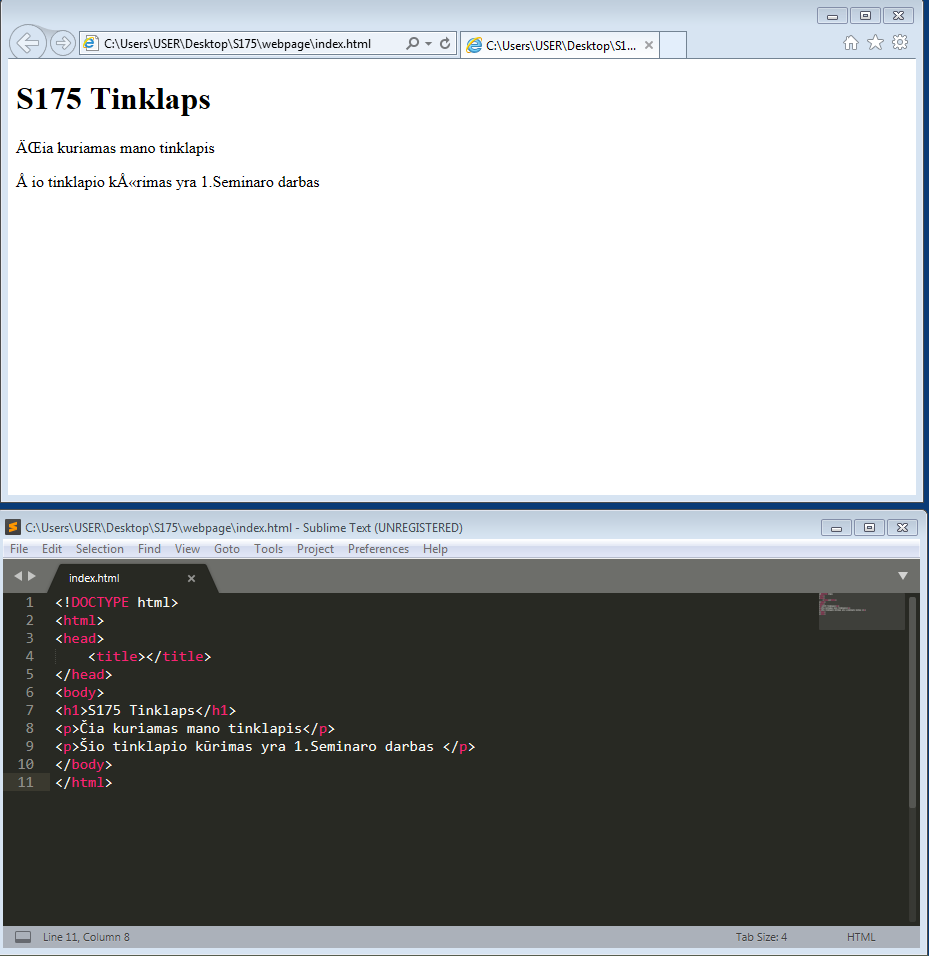 C:\Users\USER\Desktop\S175\webpage\index.html
C:\Users\USER\Desktop\S1...
S175 Tinklaps
ÄŒia kuriamas mano tinklapis
Å io tinklapio kÅ«rimas yra 1.Seminaro darbas
C:\Users\USER\Desktop\S175\webpage\index.html - Sublime Text (UNREGISTERED)
File Edit Selection Find View Goto Tools Project Preferences Help
index.html
1 <!DOCTYPE html>
2 <html>
3 <head>
4 <title></title>
5 </head>
6 <body>
7 <h1>S175 Tinklaps</h1>
8 <p>Čia kuriamas mano tinklapis</p>
9 <p>Šio tinklapio kūrimas yra 1.Seminaro darbas </p>
10 </body>
11 </html>
Line 11, Column 8
Tab Size: 4
HTML